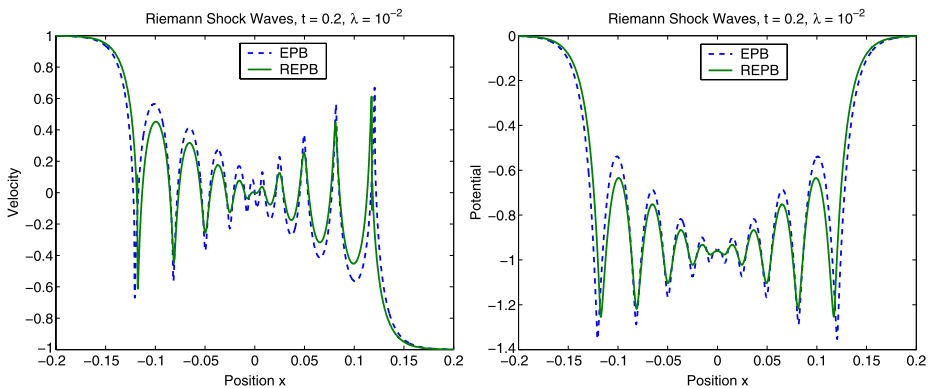 Riemann Shock Waves, t = 0.2, λ = 10⁻²
1
0.8
0.6
0.4
0.2
0
−0.2
−0.4
−0.6
−0.8
−1
Velocity
EPB
REPB
−0.2 −0.15 −0.1 −0.05 0 0.05 0.1 0.15 0.2
Position x
Riemann Shock Waves, t = 0.2, λ = 10⁻²
0
−0.2
−0.4
−0.6
−0.8
−1
−1.2
−1.4
Potential
EPB
REPB
−0.2 −0.15 −0.1 −0.05 0 0.05 0.1 0.15 0.2
Position x